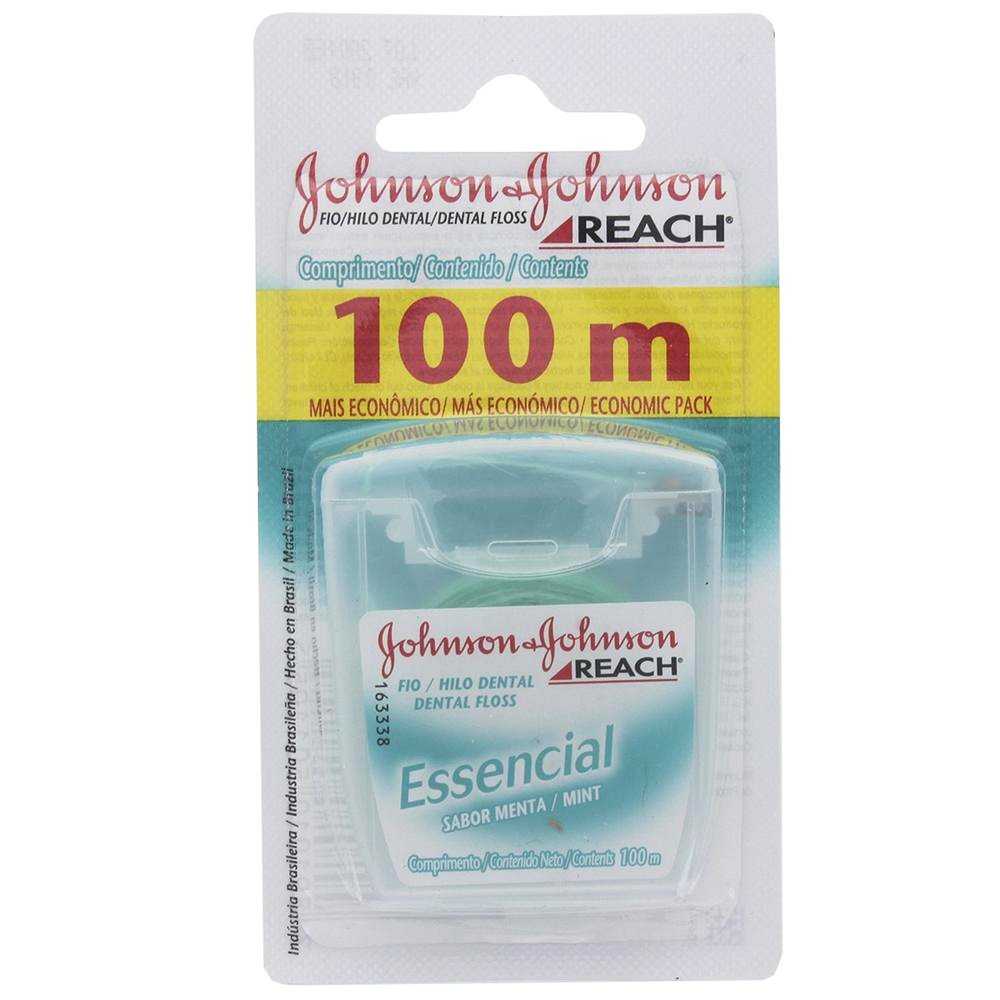 Johnson & Johnson
FIO/HILO DENTAL/DENTAL FLOSS
REACH®
Comprimento/ Contenido / Contents
100 m
MAIS ECONÔMICO/ MÁS ECONÓMICO/ ECONOMIC PACK
Johnson & Johnson
REACH®
FIO / HILO DENTAL
DENTAL FLOSS
163338
Essencial
SABOR MENTA / MINT
Comprimento / Contenido Neto / Contents 100 m
Indústria Brasileira / Industria Brasileña / Hecho en Brasil / Made in Brazil